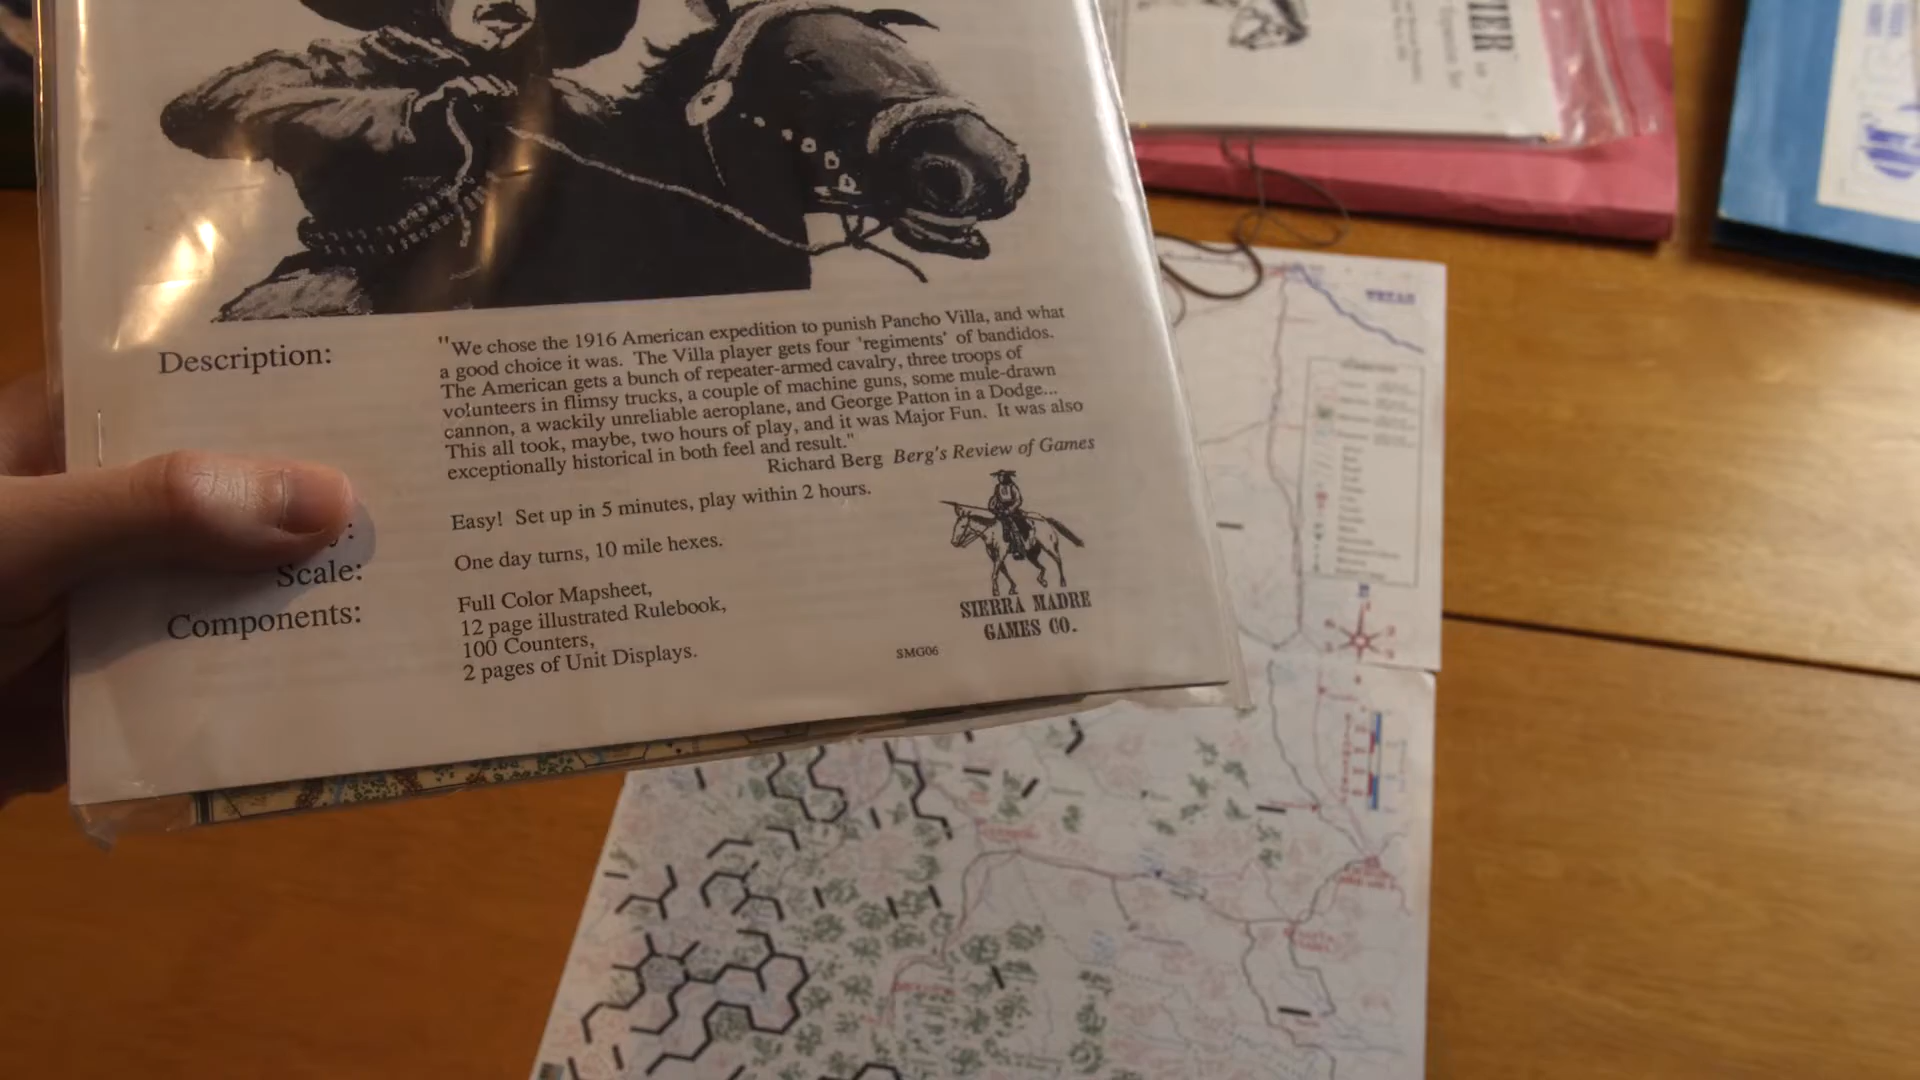 PIER
TEXAS
Description:
"We chose the 1916 American expedition to punish Pancho Villa, and what
a good choice it was. The Villa player gets four 'regiments' of bandidos.
The American gets a bunch of repeater-armed cavalry, three troops of
volunteers in flimsy trucks, a couple of machine guns, some mule-drawn
cannon, a wackily unreliable aeroplane, and George Patton in a Dodge...
This all took, maybe, two hours of play, and it was Major Fun. It was also
exceptionally historical in both feel and result."
Richard Berg Berg's Review of Games
y:
Easy! Set up in 5 minutes, play within 2 hours.
Scale:
One day turns, 10 mile hexes.
Components:
Full Color Mapsheet,
12 page illustrated Rulebook,
100 Counters,
2 pages of Unit Displays.
SIERRA MADRE
GAMES CO.
SMG06